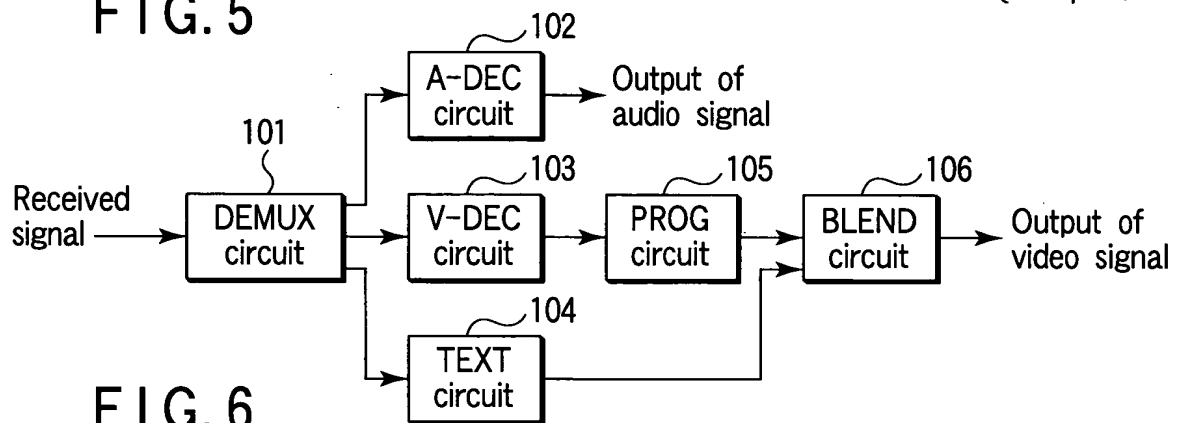 FIG. 5
102
A-DEC
circuit
Output of
audio signal
101
103
105
106
Received
signal
DEMUX
circuit
V-DEC
circuit
PROG
circuit
BLEND
circuit
Output of
video signal
104
TEXT
circuit
FIG. 6